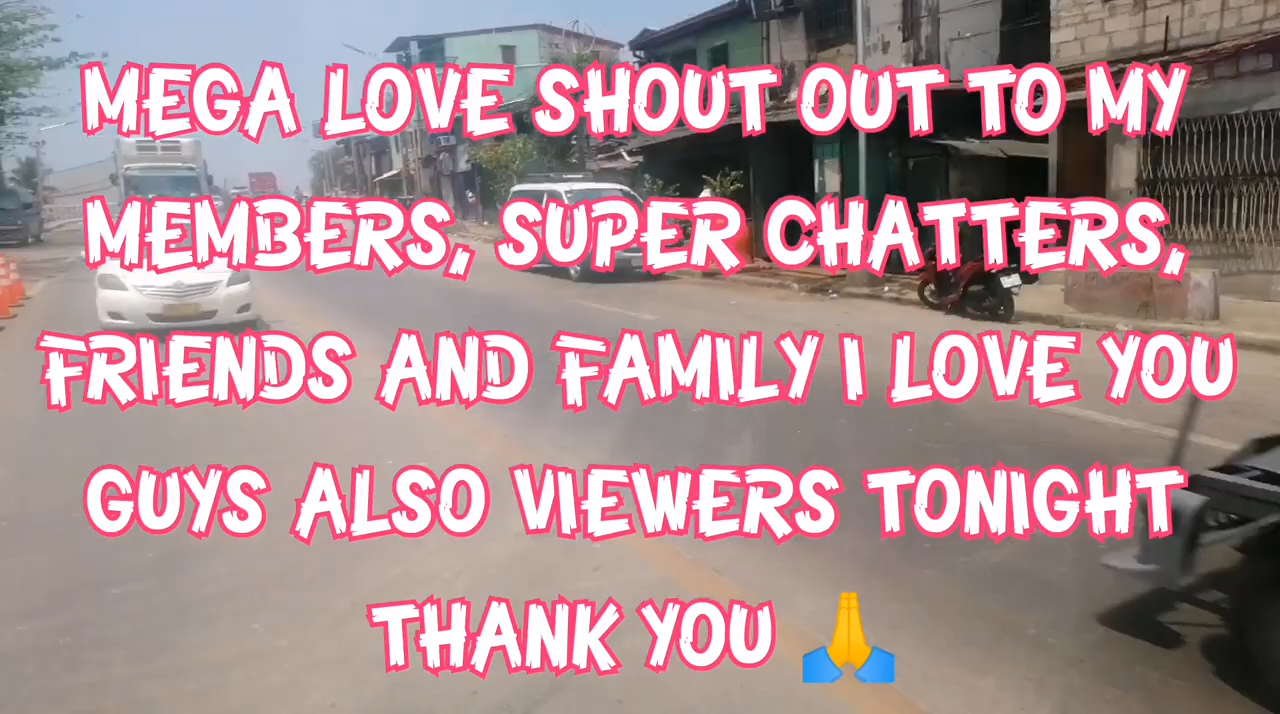 MEGA LOVE SHOUT OUT TO MY
MEMBERS, SUPER CHATTERS,
FRIENDS AND FAMILY I LOVE YOU
GUYS ALSO VIEWERS TONIGHT
THANK YOU 🙏